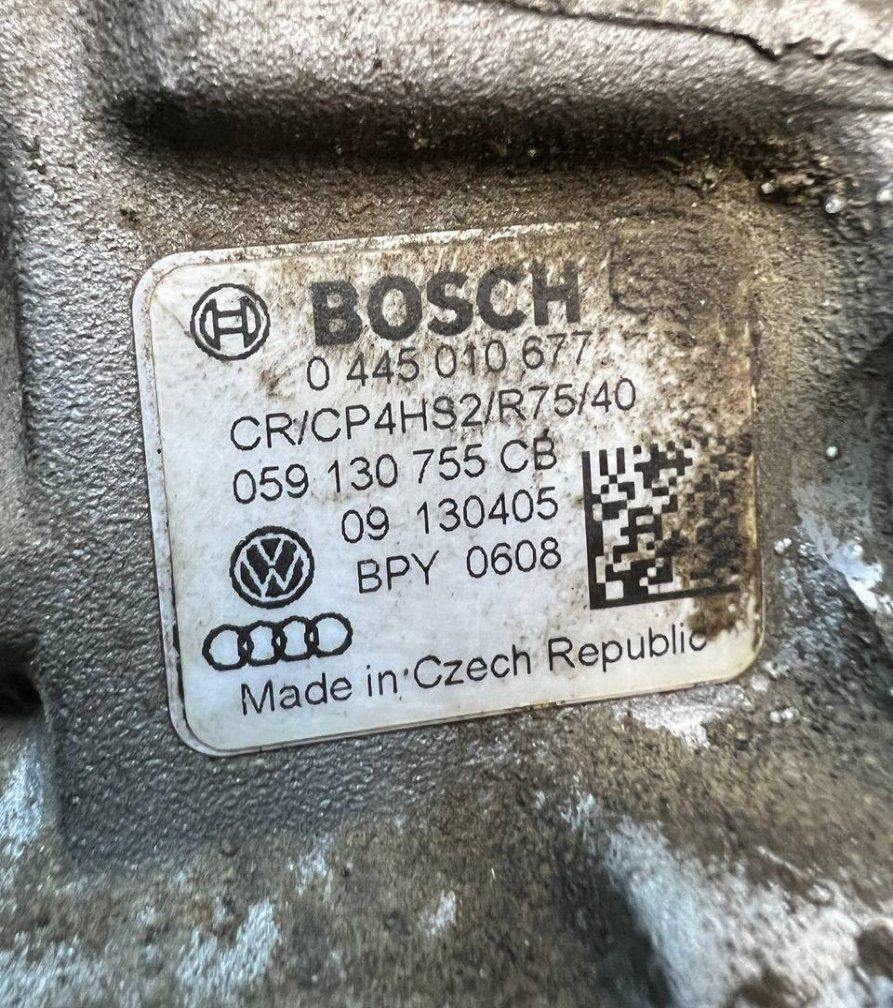 BOSCH
0 445 010 677
CR/CP4HS2/R75/40
059 130 755 CB
09 130405
BPY 0608
Made in Czech Republic